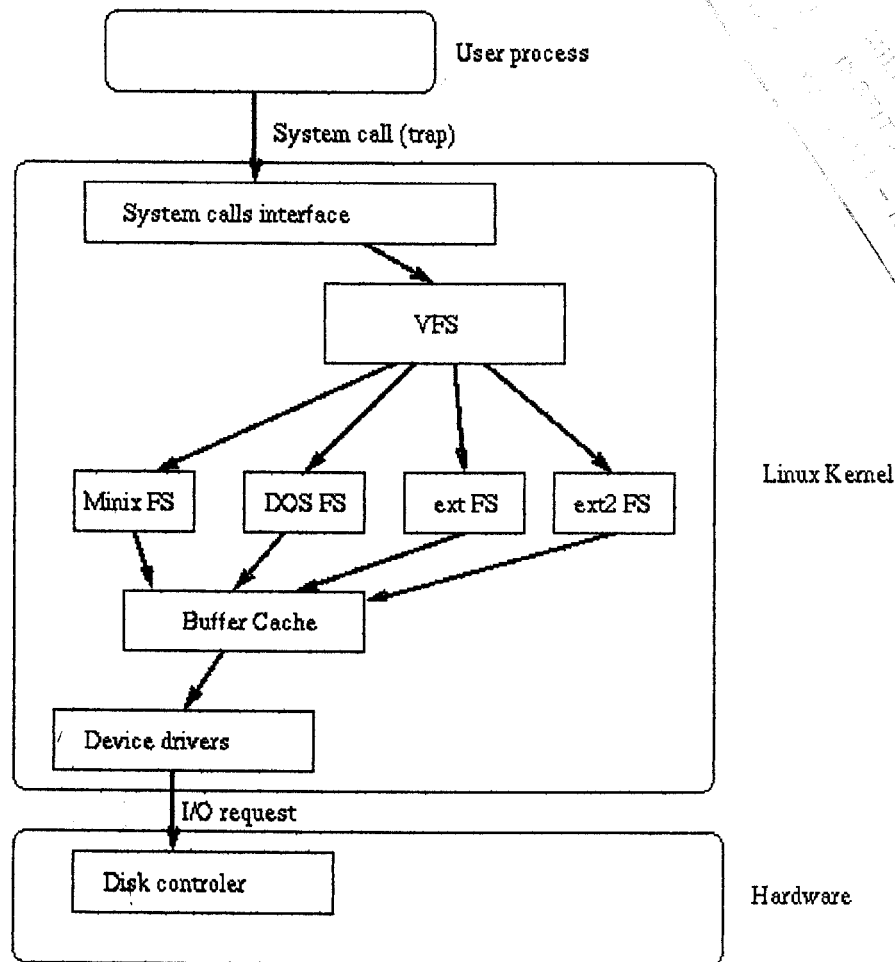 User process
System call (trap)
System calls interface
VFS
Linux Kernel
Minix FS
DOS FS
ext FS
ext2 FS
Buffer Cache
Device drivers
I/O request
Disk controler
Hardware